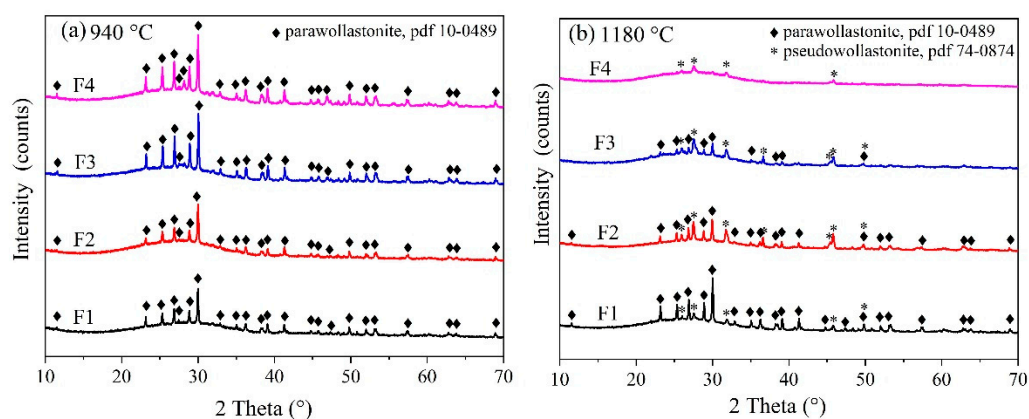 (a) 940 °C
◆ parawollastonite, pdf 10-0489
F4
F3
F2
F1
Intensity (counts)
10 20 30 40 50 60 70
2 Theta (°)
(b) 1180 °C
◆ parawollastonite, pdf 10-0489
* pseudowollastonite, pdf 74-0874
F4
F3
F2
F1
Intensity (counts)
10 20 30 40 50 60 70
2 Theta (°)